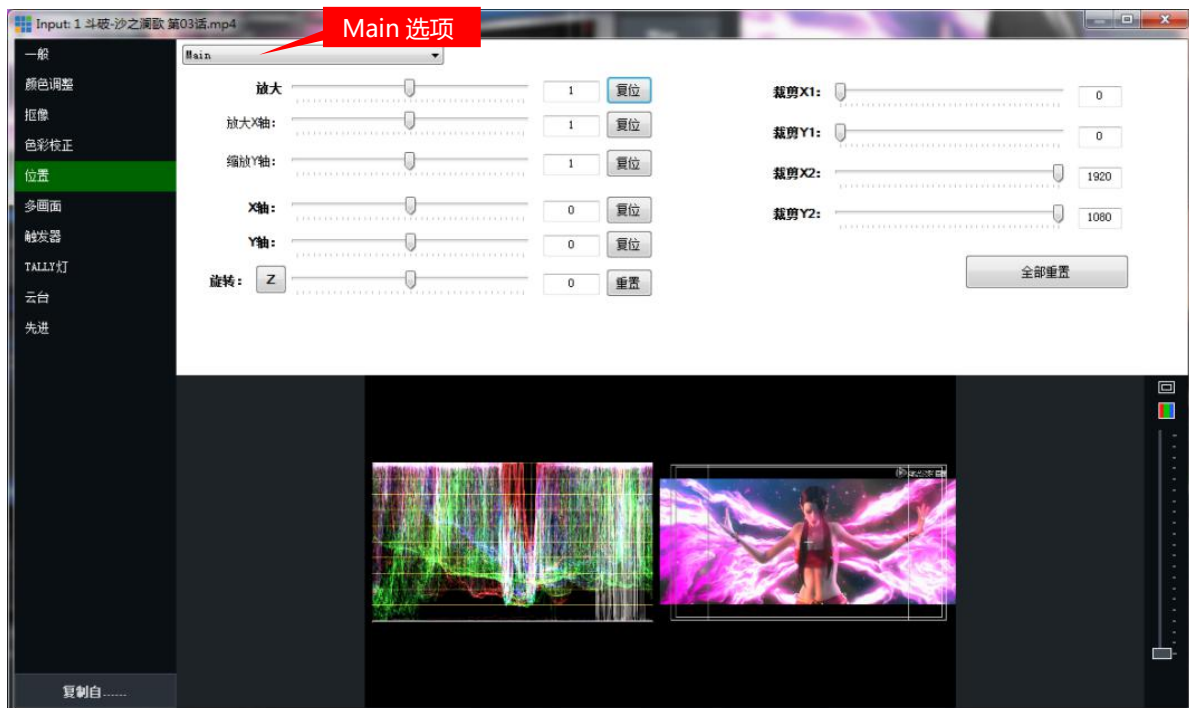 Input: 1 斗破-沙之澜歌 第03话.mp4
Main 选项
一般
颜色调整
抠像
色彩校正
位置
多画面
触发器
TALLY灯
云台
先进
复制自......
Main
放大 1 复位
放大X轴: 1 复位
缩放Y轴: 1 复位
X轴: 0 复位
Y轴: 0 复位
旋转: Z 0 重置
裁剪X1: 0
裁剪Y1: 0
裁剪X2: 1920
裁剪Y2: 1080
全部重置